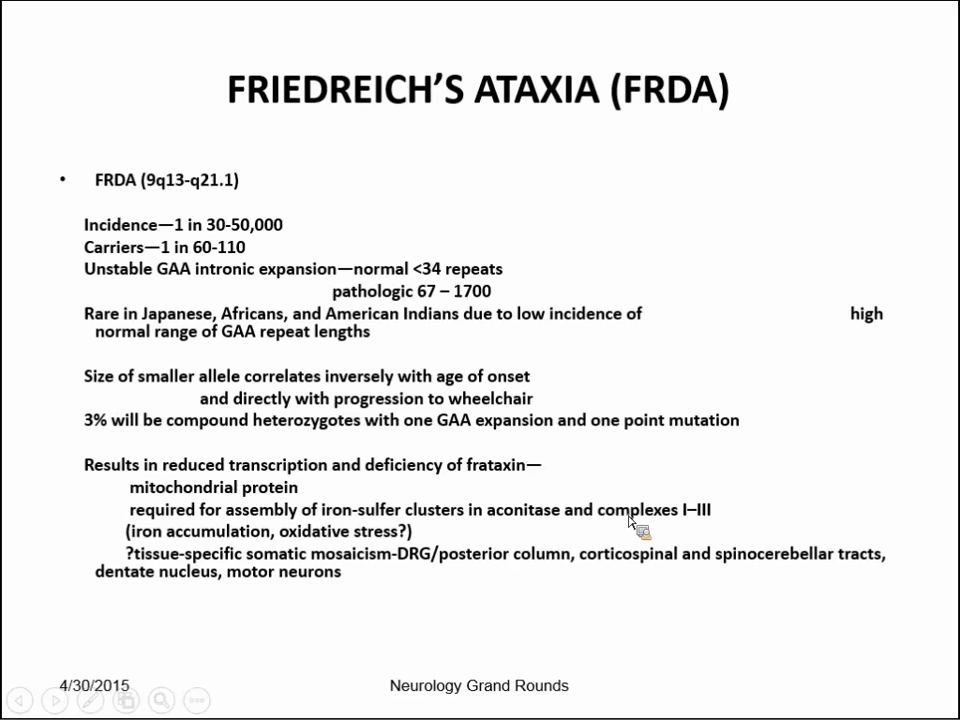 FRIEDREICH’S ATAXIA (FRDA)
• FRDA (9q13-q21.1)
Incidence—1 in 30-50,000
Carriers—1 in 60-110
Unstable GAA intronic expansion—normal <34 repeats
pathologic 67 – 1700
Rare in Japanese, Africans, and American Indians due to low incidence of high
normal range of GAA repeat lengths
Size of smaller allele correlates inversely with age of onset
and directly with progression to wheelchair
3% will be compound heterozygotes with one GAA expansion and one point mutation
Results in reduced transcription and deficiency of frataxin—
mitochondrial protein
required for assembly of iron-sulfer clusters in aconitase and complexes I–III
(iron accumulation, oxidative stress?)
?tissue-specific somatic mosaicism-DRG/posterior column, corticospinal and spinocerebellar tracts,
dentate nucleus, motor neurons
4/30/2015 Neurology Grand Rounds